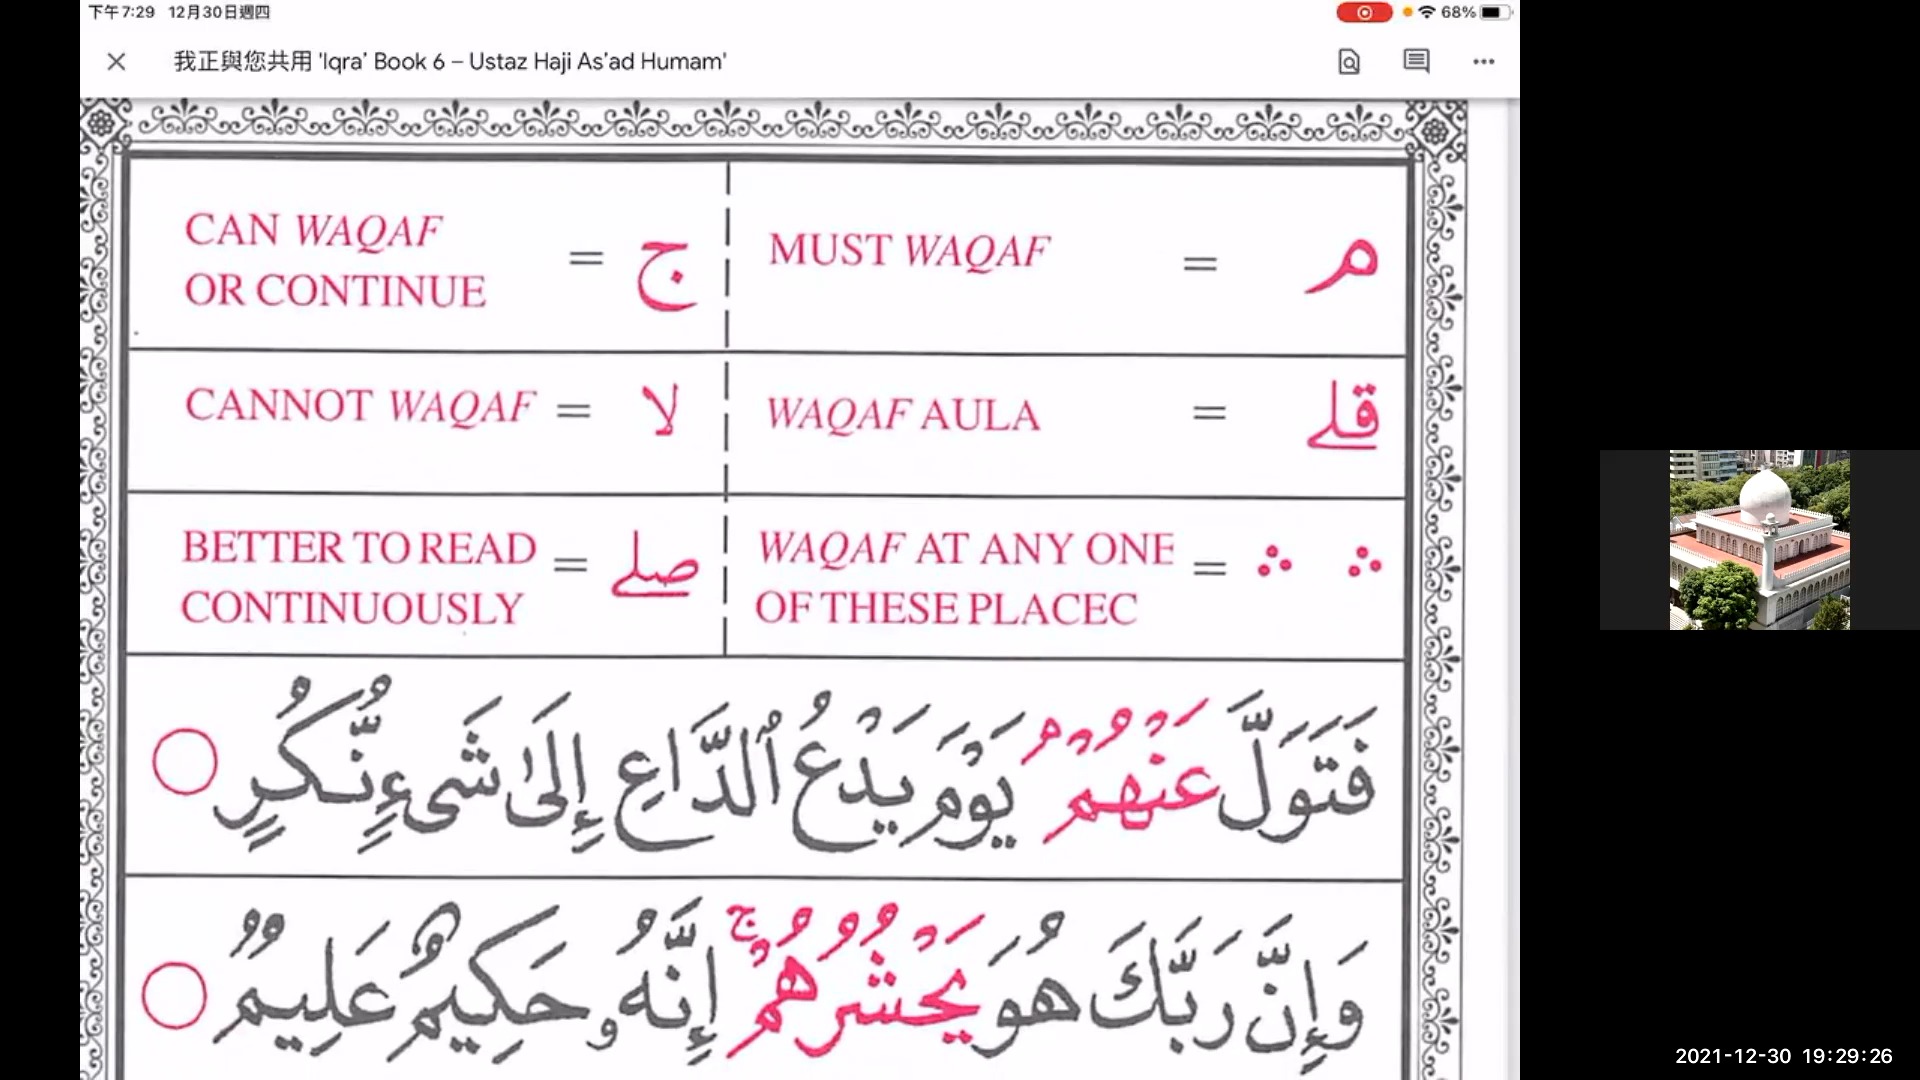 下午7:29 12月30日週四
68%
我正與您共用 'Iqra' Book 6 – Ustaz Haji As'ad Humam'
CAN WAQAF
OR CONTINUE
= ج
MUST WAQAF = م
CANNOT WAQAF = لا
WAQAF AULA = قلے
BETTER TO READ
CONTINUOUSLY
= صلے
WAQAF AT ANY ONE
OF THESE PLACEC
= ∴ ∴
فَتَوَلَّ عَنْهُمْ ۘ يَوْمَ يَدْعُ ٱلدَّاعِ إِلَىٰ شَىْءٍ نُّكُرٍ
وَإِنَّ رَبَّكَ هُوَ يَحْشُرُهُمْ ۚ إِنَّهُۥ حَكِيمٌ عَلِيمٌ
2021-12-30 19:29:26